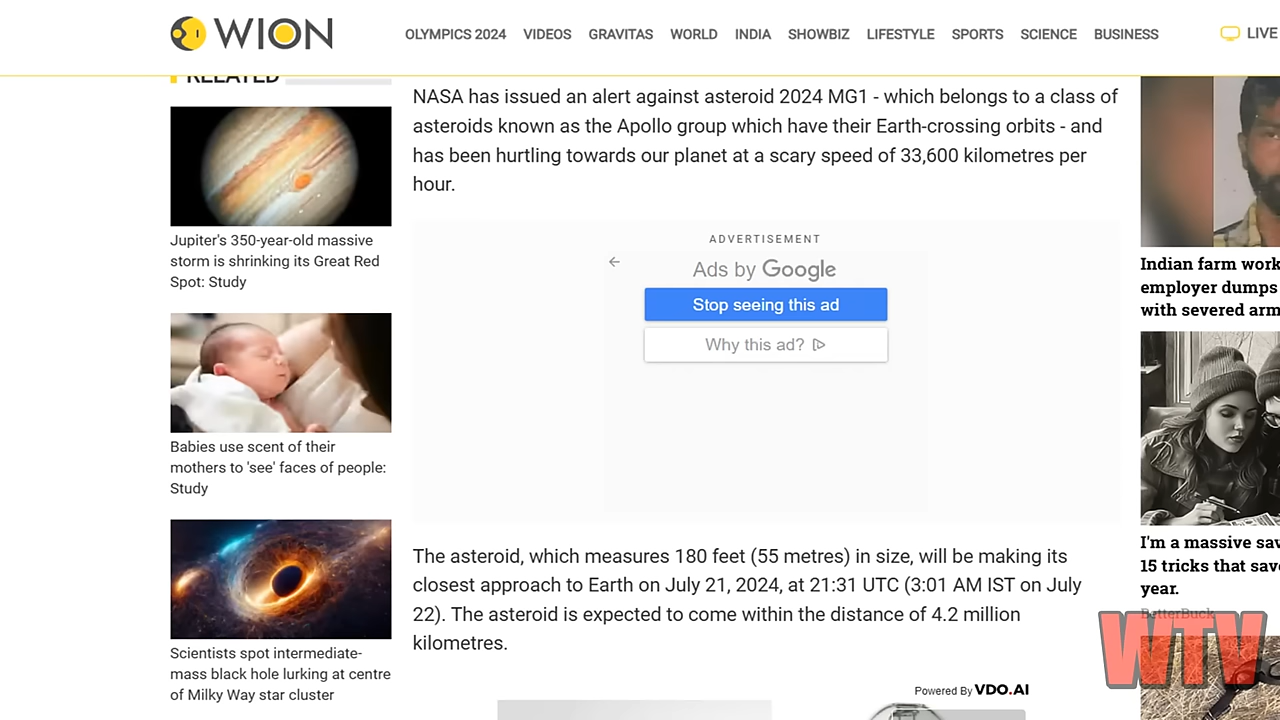 WION
OLYMPICS 2024 VIDEOS GRAVITAS WORLD INDIA SHOWBIZ LIFESTYLE SPORTS SCIENCE BUSINESS LIVE
RELATED
Jupiter's 350-year-old massive
storm is shrinking its Great Red
Spot: Study
Babies use scent of their
mothers to 'see' faces of people:
Study
Scientists spot intermediate-
mass black hole lurking at centre
of Milky Way star cluster
NASA has issued an alert against asteroid 2024 MG1 - which belongs to a class of
asteroids known as the Apollo group which have their Earth-crossing orbits - and
has been hurtling towards our planet at a scary speed of 33,600 kilometres per
hour.
ADVERTISEMENT
Ads by Google
Stop seeing this ad
Why this ad?
The asteroid, which measures 180 feet (55 metres) in size, will be making its
closest approach to Earth on July 21, 2024, at 21:31 UTC (3:01 AM IST on July
22). The asteroid is expected to come within the distance of 4.2 million
kilometres.
Powered By VDO.AI
Indian farm work
employer dumps
with severed arm
I'm a massive sav
15 tricks that save
year.
BetterBuck
WTV